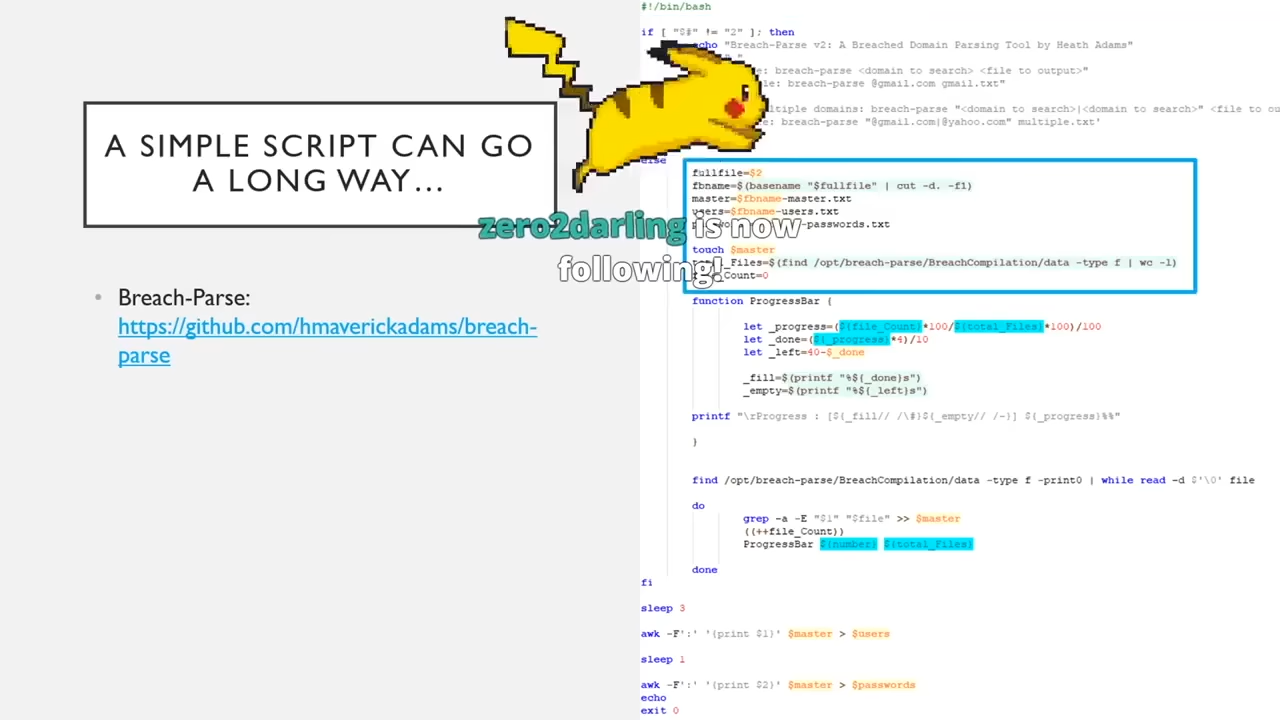 A SIMPLE SCRIPT CAN GO
A LONG WAY…
• Breach-Parse:
https://github.com/hmaverickadams/breach-
parse
zero2darling is now
following!
#!/bin/bash
if [ "$#" != "2" ]; then
echo "Breach-Parse v2: A Breached Domain Parsing Tool by Heath Adams"
"
: breach-parse <domain to search> <file to output>"
: breach-parse @gmail.com gmail.txt"
multiple domains: breach-parse "<domain to search>|<domain to search>" <file to ou
: breach-parse "@gmail.com|@yahoo.com" multiple.txt'
else
fullfile=$2
fbname=$(basename "$fullfile" | cut -d. -f1)
master=$fbname-master.txt
users=$fbname-users.txt
-passwords.txt
touch $master
Files=$(find /opt/breach-parse/BreachCompilation/data -type f | wc -l)
Count=0
function ProgressBar {
let _progress=(${file_Count}*100/${total_Files}*100)/100
let _done=(${_progress}*4)/10
let _left=40-$_done
_fill=$(printf "%${_done}s")
_empty=$(printf "%${_left}s")
printf "\rProgress : [${_fill// /\#}${_empty// /-}] ${_progress}%%"
}
find /opt/breach-parse/BreachCompilation/data -type f -print0 | while read -d $'\0' file
do
grep -a -E "$1" "$file" >> $master
((++file_Count))
ProgressBar ${number} ${total_Files}
done
fi
sleep 3
awk -F':' '{print $1}' $master > $users
sleep 1
awk -F':' '{print $2}' $master > $passwords
echo
exit 0